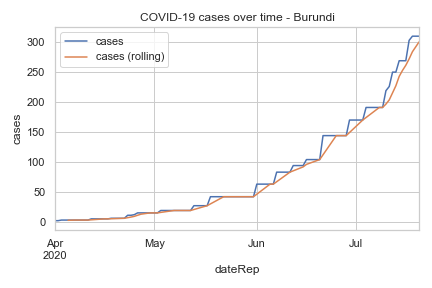 COVID-19 cases over time - Burundi
cases
cases (rolling)
300
250
200
150
100
50
0
cases
Apr
2020
May
Jun
Jul
dateRep